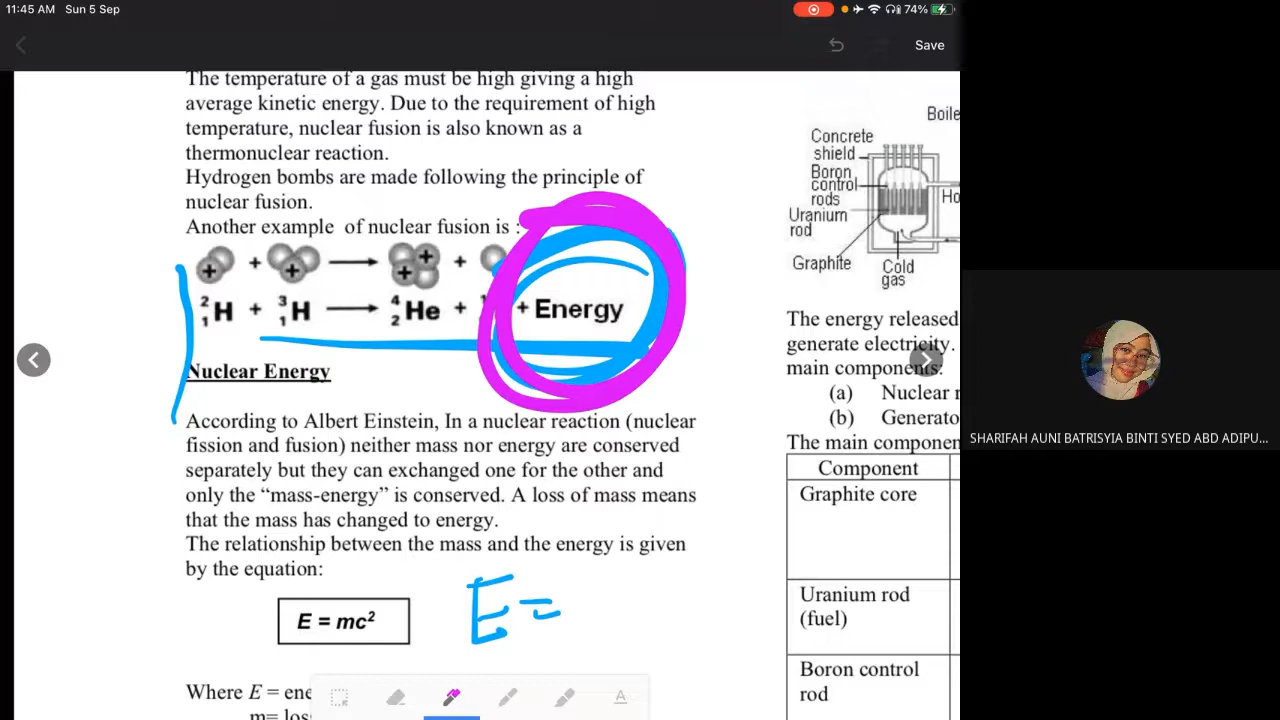 11:45 AM Sun 5 Sep
74%
Save
The temperature of a gas must be high giving a high
average kinetic energy. Due to the requirement of high
temperature, nuclear fusion is also known as a
thermonuclear reaction.
Hydrogen bombs are made following the principle of
nuclear fusion.
Another example of nuclear fusion is :
+ + + +
²₁H + ³₁H → ⁴₂He + + Energy
Nuclear Energy
According to Albert Einstein, In a nuclear reaction (nuclear
fission and fusion) neither mass nor energy are conserved
separately but they can exchanged one for the other and
only the “mass-energy” is conserved. A loss of mass means
that the mass has changed to energy.
The relationship between the mass and the energy is given
by the equation:
E = mc²
E =
Where E = ene
m= los
A
Boile
Concrete
shield
Boron
control
rods
Ho
Uranium
rod
Graphite
Cold
gas
The energy released
generate electricity.
main components:
(a) Nuclear r
(b) Generato
The main componen
Component
Graphite core
Uranium rod
(fuel)
Boron control
rod
SHARIFAH AUNI BATRISYIA BINTI SYED ABD ADIPU...